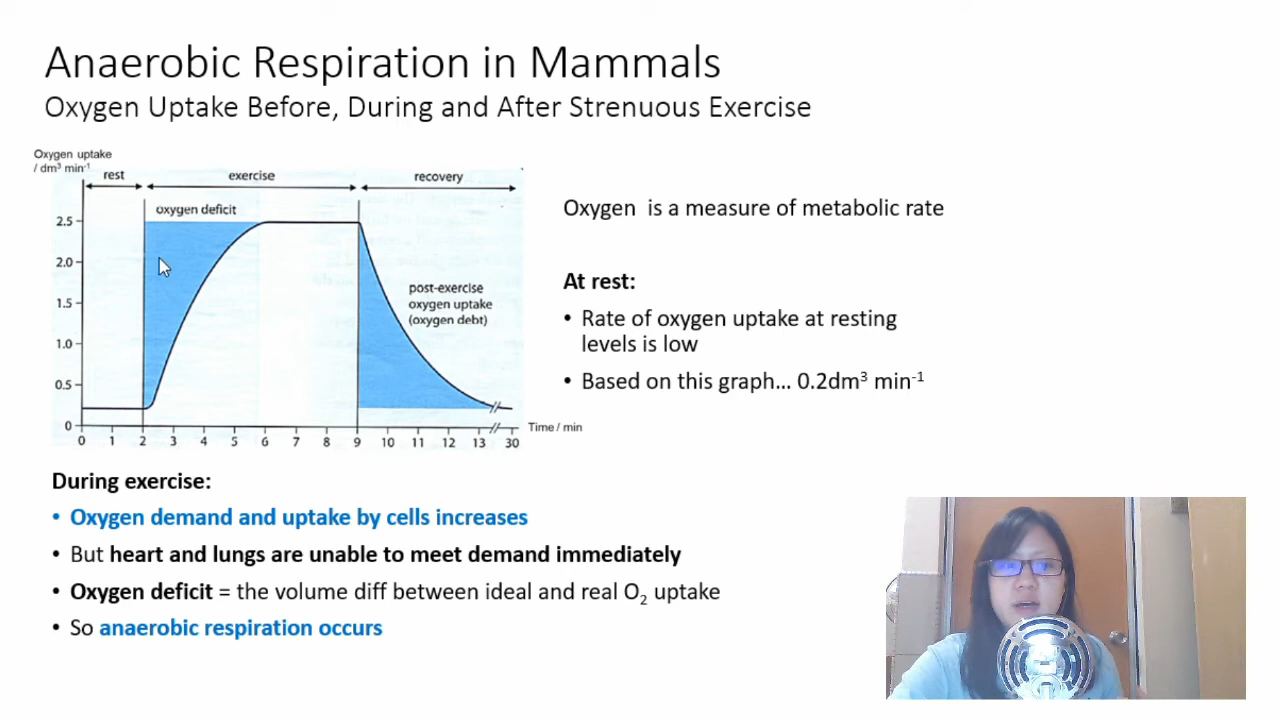 Anaerobic Respiration in Mammals
Oxygen Uptake Before, During and After Strenuous Exercise
Oxygen uptake
/ dm³ min⁻¹
rest
exercise
recovery
oxygen deficit
2.5
2.0
1.5
1.0
0.5
0
post-exercise
oxygen uptake
(oxygen debt)
0 1 2 3 4 5 6 7 8 9 10 11 12 13 30
Time / min
Oxygen is a measure of metabolic rate
At rest:
• Rate of oxygen uptake at resting
levels is low
• Based on this graph... 0.2dm³ min⁻¹
During exercise:
• Oxygen demand and uptake by cells increases
• But heart and lungs are unable to meet demand immediately
• Oxygen deficit = the volume diff between ideal and real O₂ uptake
• So anaerobic respiration occurs